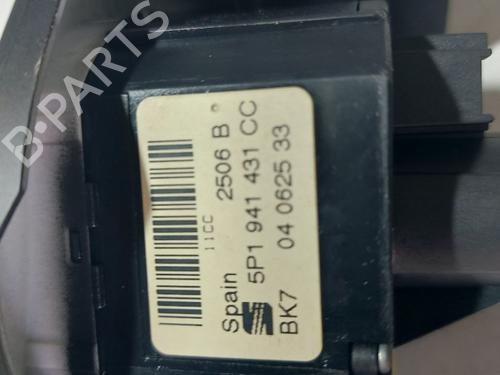 11CC
2506 B
Spain
5P1 941 431 CC
BK7 04 0625 33
B-PARTS